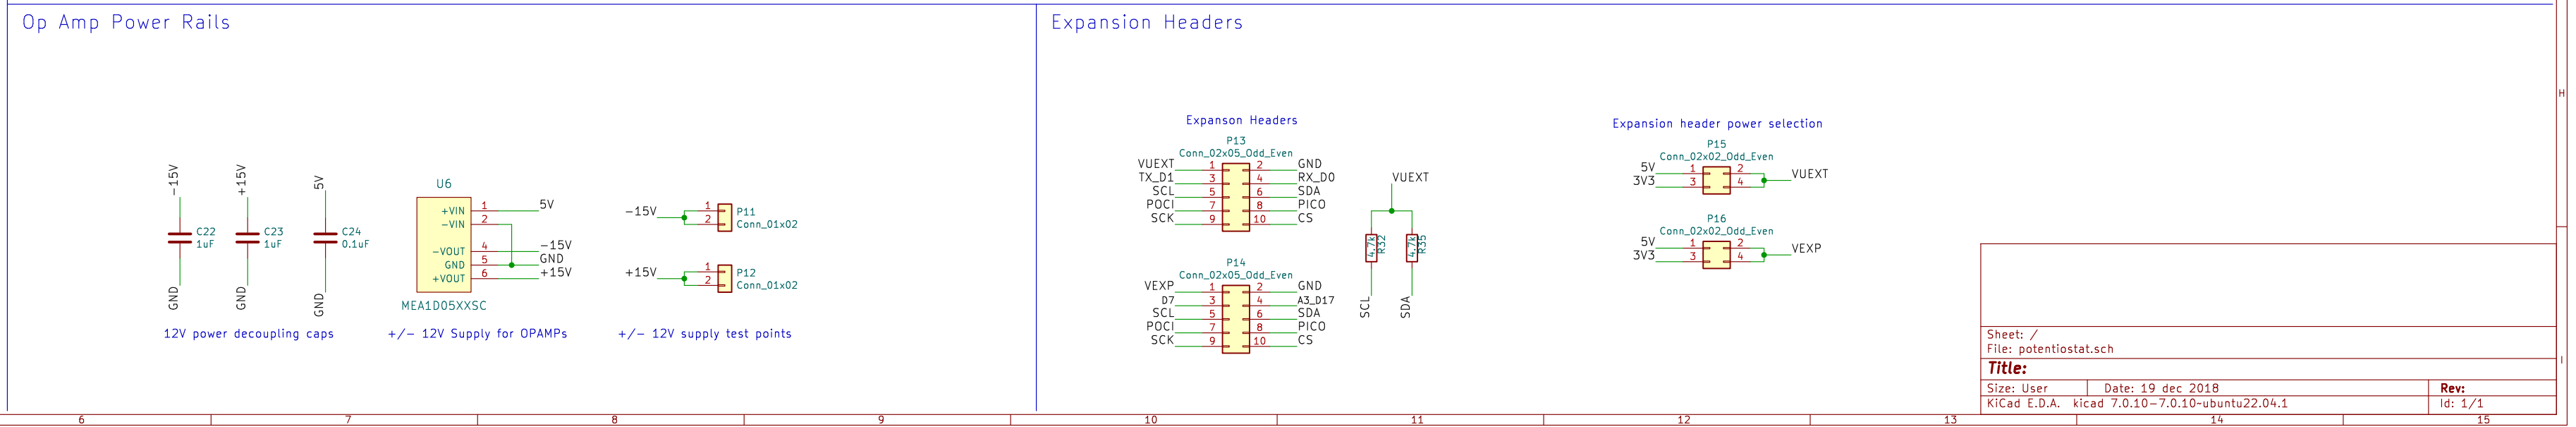 Op Amp Power Rails
-15V
GND
C22
1uF
+15V
GND
C23
1uF
5V
GND
C24
0.1uF
12V power decoupling caps
U6
+VIN 1 5V
-VIN 2
-VOUT 4 -15V
GND 5 GND
+VOUT 6 +15V
MEA1D05XXSC
+/- 12V Supply for OPAMPs
-15V 1 2 P11
Conn_01x02
+15V 1 2 P12
Conn_01x02
+/- 12V supply test points
Expansion Headers
Expanson Headers
P13
Conn_02x05_Odd_Even
VUEXT 1 2 GND
TX_D1 3 4 RX_D0
SCL 5 6 SDA
POCI 7 8 PICO
SCK 9 10 CS
P14
Conn_02x05_Odd_Even
VEXP 1 2 GND
D7 3 4 A3_D17
SCL 5 6 SDA
POCI 7 8 PICO
SCK 9 10 CS
VUEXT
4.7k
R32
4.7k
R35
SCL
SDA
Expansion header power selection
P15
Conn_02x02_Odd_Even
5V 1 2
3V3 3 4
VUEXT
P16
Conn_02x02_Odd_Even
5V 1 2
3V3 3 4
VEXP
H
I
Sheet: /
File: potentiostat.sch
Title:
Size: User Date: 19 dec 2018 Rev:
KiCad E.D.A. kicad 7.0.10-7.0.10~ubuntu22.04.1 Id: 1/1
6 7 8 9 10 11 12 13 14 15